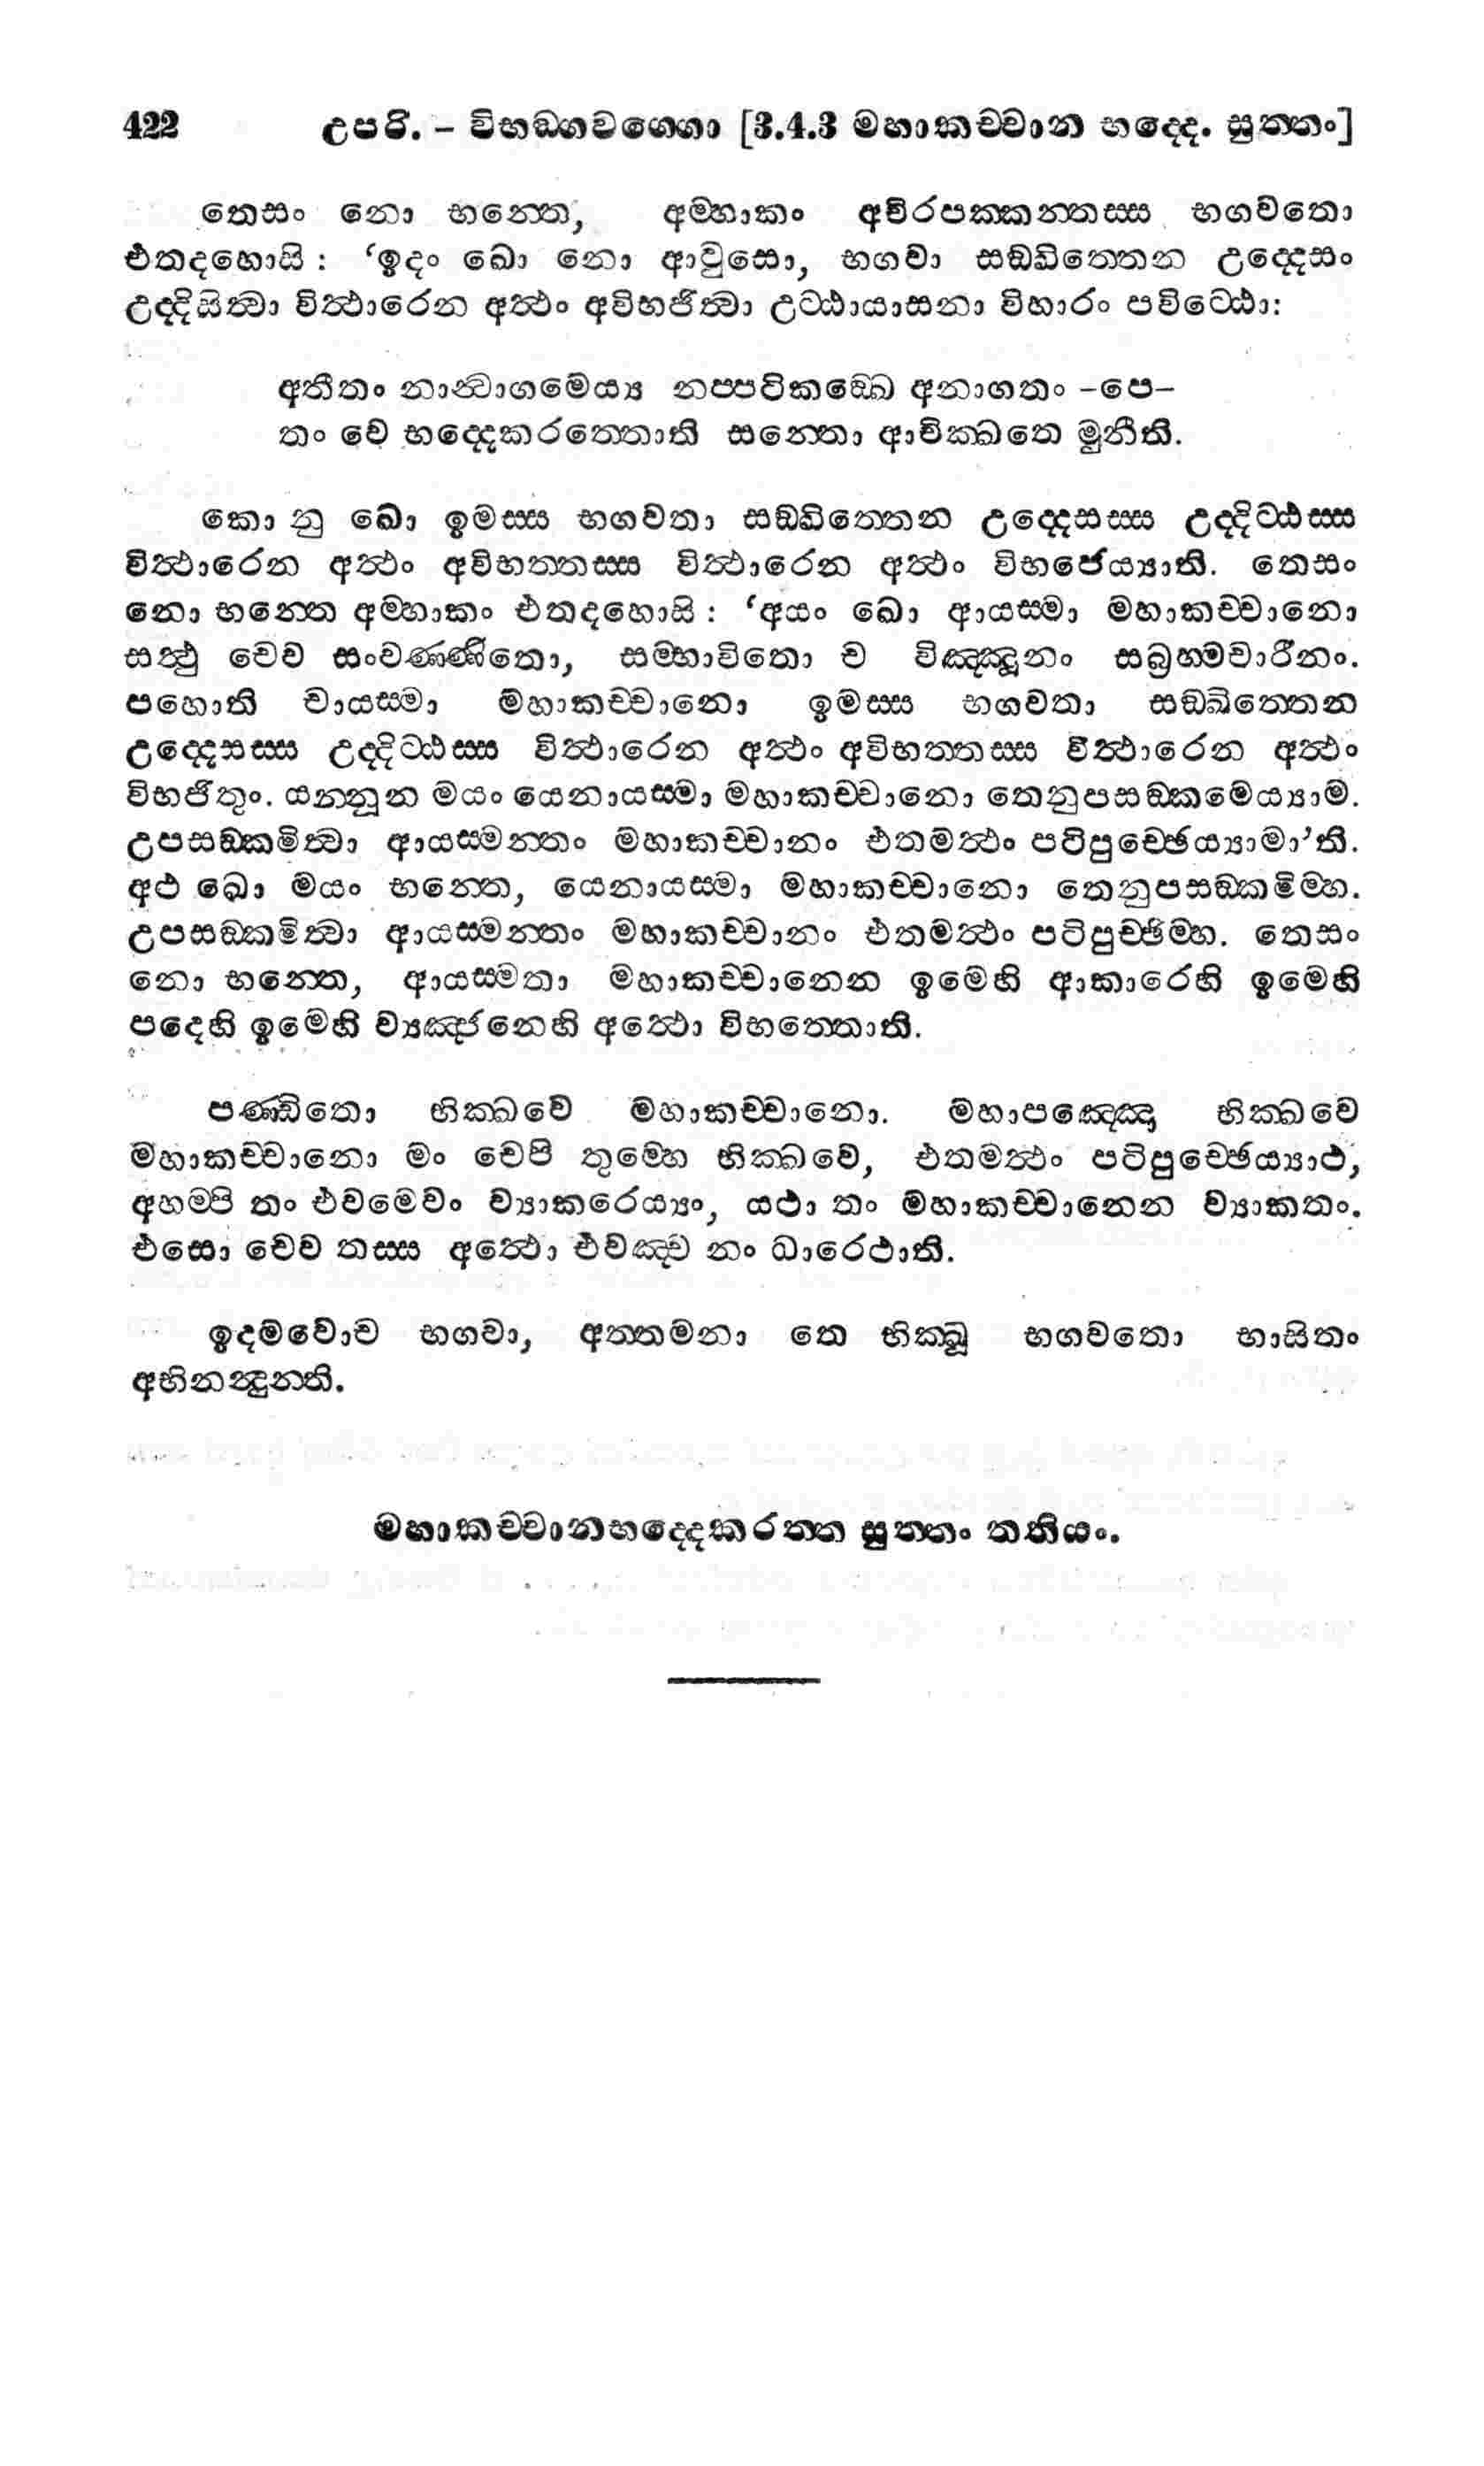 422 උපරි. – විභඞ්ගවග්ගො [3.4.3 මහාකච්චාන භද්දෙ. සුත්තං]
තෙසං නො භන්තෙ, අම්හාකං අචිරපක්කන්තස්ස භගවතො
එතදහොසි : ‘ඉදං ඛො නො ආවුසො, භගවා සඞ්ඛිත්තෙන උද්දෙසං
උද්දිසිත්වා විත්ථාරෙන අත්ථං අවිභජිත්වා උට්ඨායාසනා විහාරං පවිට්ඨො:
අතීතං නාන්වාගමෙය්‍ය නප්පටිකඞ්ඛෙ අනාගතං –පෙ–
තං වෙ භද්දෙකරත්තොති සන්තො ආචික්ඛතෙ මුනීති.
කො නු ඛො ඉමස්ස භගවතා සඞ්ඛිත්තෙන උද්දෙසස්ස උද්දිට්ඨස්ස
විත්ථාරෙන අත්ථං අවිභත්තස්ස විත්ථාරෙන අත්ථං විභජෙය්‍යාති. තෙසං
නො භන්තෙ අම්හාකං එතදහොසි : ‘අයං ඛො ආයස්මා මහාකච්චානො
සත්ථු චෙව සංවණ්ණිතො, සම්භාවිතො ච විඤ්ඤූනං සබ්‍රහ්මචාරීනං.
පහොති චායස්මා මහාකච්චානො ඉමස්ස භගවතා සඞ්ඛිත්තෙන
උද්දෙසස්ස උද්දිට්ඨස්ස විත්ථාරෙන අත්ථං අවිභත්තස්ස විත්ථාරෙන අත්ථං
විභජිතුං. යන්නූන මයං යෙනායස්මා මහාකච්චානො තෙනුපසඞ්කමෙය්‍යාම.
උපසඞ්කමිත්වා ආයස්මන්තං මහාකච්චානං එතමත්ථං පටිපුච්ඡෙය්‍යාමා’ති.
අථ ඛො මයං භන්තෙ, යෙනායස්මා මහාකච්චානො තෙනුපසඞ්කමිම්හ.
උපසඞ්කමිත්වා ආයස්මන්තං මහාකච්චානං එතමත්ථං පටිපුච්ඡිම්හ. තෙසං
නො භන්තෙ, ආයස්මතා මහාකච්චානෙන ඉමෙහි ආකාරෙහි ඉමෙහි
පදෙහි ඉමෙහි ව්‍යඤ්ජනෙහි අත්ථො විභත්තොති.
පණ්ඩිතො භික්ඛවෙ මහාකච්චානො. මහාපඤ්ඤො භික්ඛවෙ
මහාකච්චානො මං චෙපි තුම්හෙ භික්ඛවෙ, එතමත්ථං පටිපුච්ඡෙය්‍යාථ,
අහම්පි තං එවමෙවං ව්‍යාකරෙය්‍යං, යථා තං මහාකච්චානෙන ව්‍යාකතං.
එසො චෙව තස්ස අත්ථො එවඤ්ච නං ධාරෙථාති.
ඉදමවොච භගවා, අත්තමනා තෙ භික්ඛූ භගවතො භාසිතං
අභිනන්දුන්ති.
මහාකච්චානභද්දෙකරත්ත සුත්තං තතියං.